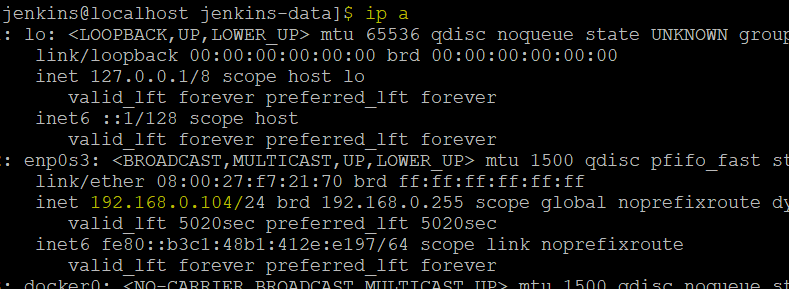 jenkins@localhost jenkins-data]$ ip a
: lo: <LOOPBACK,UP,LOWER_UP> mtu 65536 qdisc noqueue state UNKNOWN group
link/loopback 00:00:00:00:00:00 brd 00:00:00:00:00:00
inet 127.0.0.1/8 scope host lo
valid_lft forever preferred_lft forever
inet6 ::1/128 scope host
valid_lft forever preferred_lft forever
: enp0s3: <BROADCAST,MULTICAST,UP,LOWER_UP> mtu 1500 qdisc pfifo_fast st
link/ether 08:00:27:f7:21:70 brd ff:ff:ff:ff:ff:ff
inet 192.168.0.104/24 brd 192.168.0.255 scope global noprefixroute dy
valid_lft 5020sec preferred_lft 5020sec
inet6 fe80::b3c1:48b1:412e:e197/64 scope link noprefixroute
valid_lft forever preferred_lft forever
: docker0: <NO-CARRIER,BROADCAST,MULTICAST,UP> mtu 1500 qdisc noqueue st